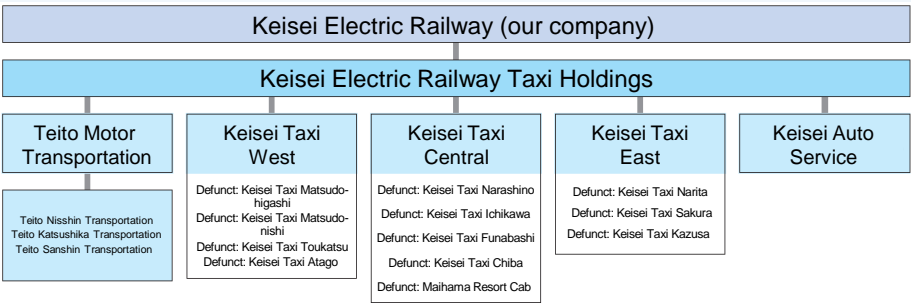 Keisei Electric Railway (our company)
Keisei Electric Railway Taxi Holdings
Teito Motor
Transportation
Teito Nisshin Transportation
Teito Katsushika Transportation
Teito Sanshin Transportation
Keisei Taxi
West
Defunct: Keisei Taxi Matsudo-
higashi
Defunct: Keisei Taxi Matsudo-
nishi
Defunct: Keisei Taxi Toukatsu
Defunct: Keisei Taxi Atago
Keisei Taxi
Central
Defunct: Keisei Taxi Narashino
Defunct: Keisei Taxi Ichikawa
Defunct: Keisei Taxi Funabashi
Defunct: Keisei Taxi Chiba
Defunct: Maihama Resort Cab
Keisei Taxi
East
Defunct: Keisei Taxi Narita
Defunct: Keisei Taxi Sakura
Defunct: Keisei Taxi Kazusa
Keisei Auto
Service